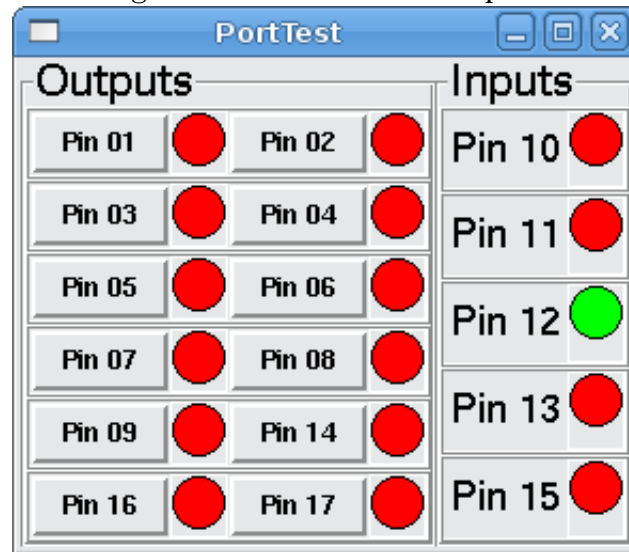 PortTest
Outputs
Pin 01 Pin 02
Pin 03 Pin 04
Pin 05 Pin 06
Pin 07 Pin 08
Pin 09 Pin 14
Pin 16 Pin 17
Inputs
Pin 10
Pin 11
Pin 12
Pin 13
Pin 15